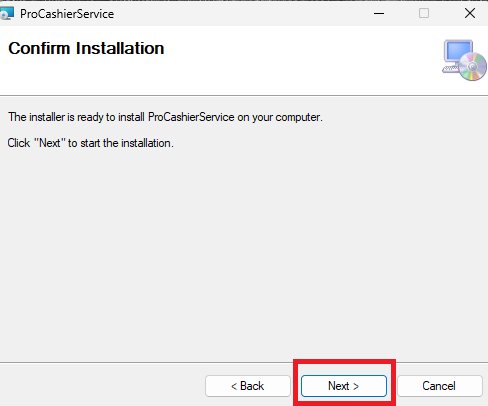 ProCashierService
Confirm Installation
The installer is ready to install ProCashierService on your computer.
Click "Next" to start the installation.
< Back
Next >
Cancel